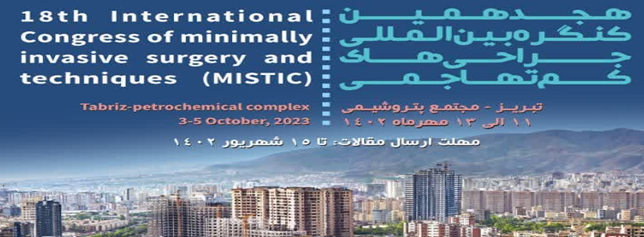 18th International
Congress of minimally
invasive surgery and
techniques (MISTIC)
Tabriz-petrochemical complex
3-5 October, 2023
هجدهمین
کنگره بین‌المللی
جراحی‌های
کم‌تهاجمی
تبریز - مجتمع پتروشیمی
۱۱ الی ۱۳ مهرماه ۱۴۰۲
مهلت ارسال مقالات: تا ۱۵ شهریور ۱۴۰۲